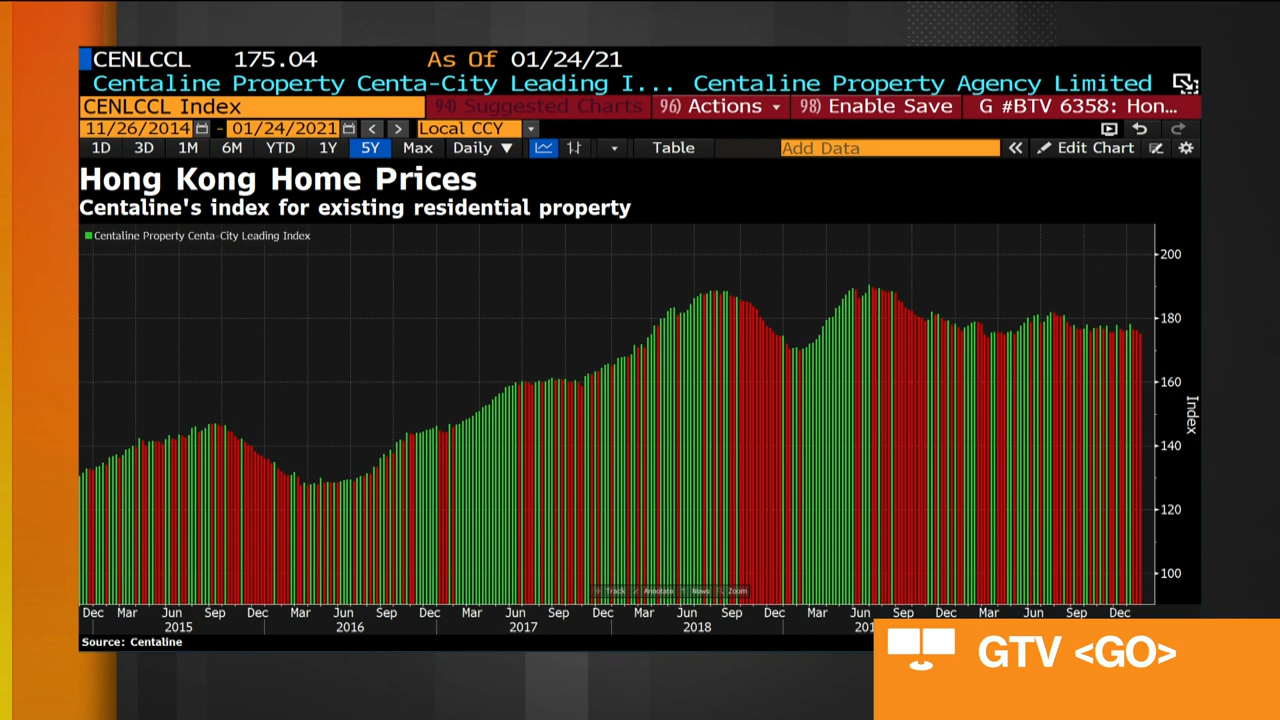 CENLCCL 175.04 As Of 01/24/21
Centaline Property Centa-City Leading I... Centaline Property Agency Limited
CENLCCL Index 94) Suggested Charts 96) Actions 98) Enable Save G #BTV 6358: Hon...
11/26/2014 - 01/24/2021 < > Local CCY
1D 3D 1M 6M YTD 1Y 5Y Max Daily Table Add Data « Edit Chart
Hong Kong Home Prices
Centaline's index for existing residential property
Centaline Property Centa-City Leading Index
200
180
160
Index
140
120
100
Track Annotate News Zoom
Dec Mar Jun Sep Dec Mar Jun Sep Dec Mar Jun Sep Dec Mar Jun Sep Dec Mar Jun Sep Dec Mar Jun Sep Dec
2015 2016 2017 2018
Source: Centaline
GTV <GO>